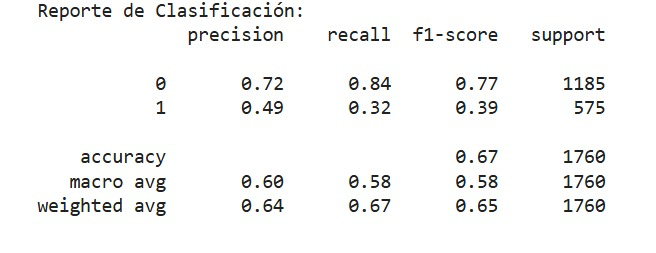 Reporte de Clasificación:
precision recall f1-score support
0 0.72 0.84 0.77 1185
1 0.49 0.32 0.39 575
accuracy 0.67 1760
macro avg 0.60 0.58 0.58 1760
weighted avg 0.64 0.67 0.65 1760